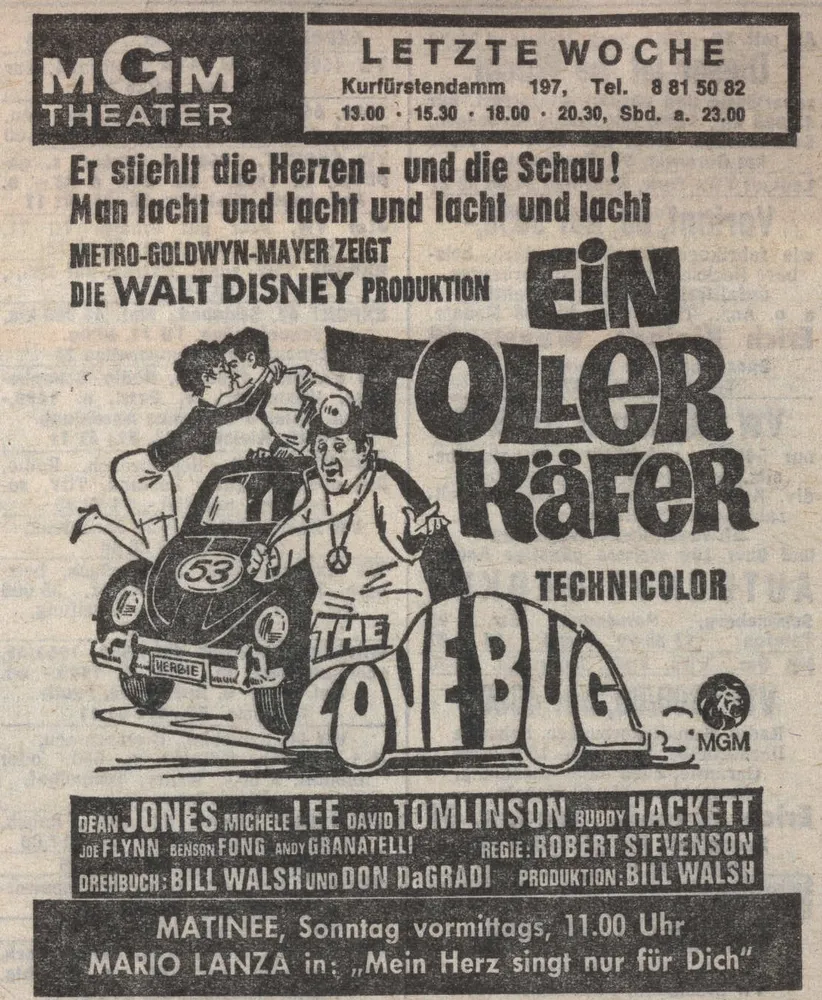 MGM
THEATER
LETZTE WOCHE
Kurfürstendamm 197, Tel. 8 81 50 82
13.00 · 15.30 · 18.00 · 20.30, Sbd. a. 23.00
Er stiehlt die Herzen - und die Schau!
Man lacht und lacht und lacht und lacht
METRO-GOLDWYN-MAYER ZEIGT
DIE WALT DISNEY PRODUKTION
EiN
TOLLeR
KäFeR
TECHNICOLOR
53
HERBIE
THE
LOVE BUG
MGM
DEAN JONES MICHELE LEE DAVID TOMLINSON BUDDY HACKETT
JOE FLYNN BENSON FONG ANDY GRANATELLI REGIE: ROBERT STEVENSON
DREHBUCH: BILL WALSH UND DON DaGRADI PRODUKTION: BILL WALSH
MATINEE, Sonntag vormittags, 11.00 Uhr
MARIO LANZA in: „Mein Herz singt nur für Dich"